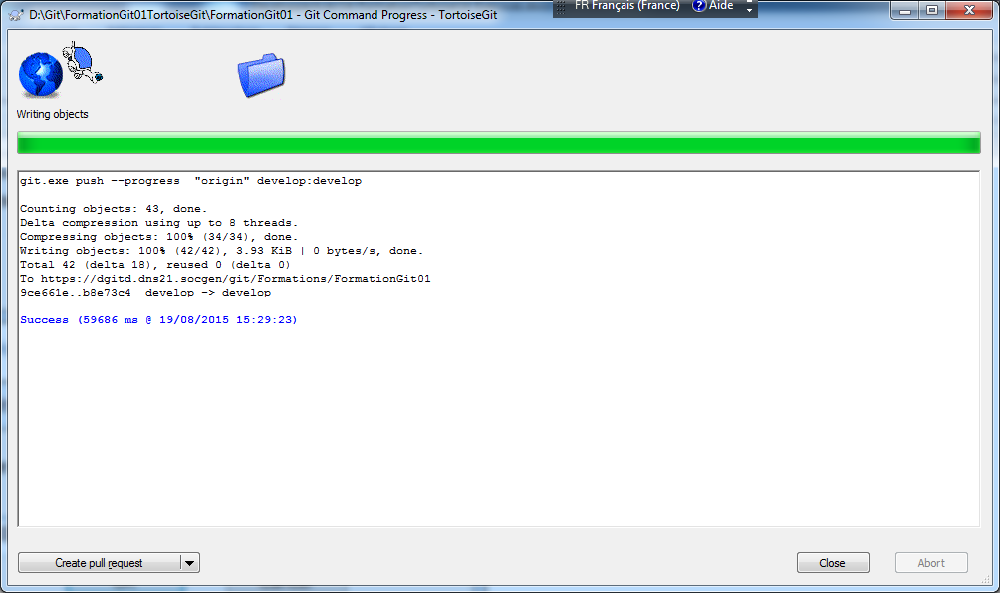 D:\Git\FormationGit01TortoiseGit\FormationGit01 - Git Command Progress - TortoiseGit
FR Français (France) ? Aide
Writing objects
git.exe push --progress  "origin" develop:develop
Counting objects: 43, done.
Delta compression using up to 8 threads.
Compressing objects: 100% (34/34), done.
Writing objects: 100% (42/42), 3.93 KiB | 0 bytes/s, done.
Total 42 (delta 18), reused 0 (delta 0)
To https://dgitd.dns21.socgen/git/Formations/FormationGit01
9ce661e..b8e73c4  develop -> develop
Success (59686 ms @ 19/08/2015 15:29:23)
Create pull request
Close
Abort